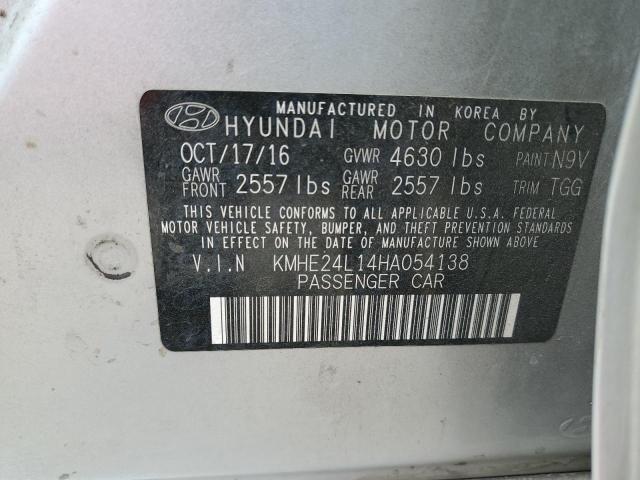 MANUFACTURED IN KOREA BY
HYUNDAI MOTOR COMPANY
OCT/17/16 GVWR 4630 lbs PAINT N9V
GAWR FRONT 2557 lbs GAWR REAR 2557 lbs TRIM TGG
THIS VEHICLE CONFORMS TO ALL APPLICABLE U.S.A. FEDERAL
MOTOR VEHICLE SAFETY, BUMPER, AND THEFT PREVENTION STANDARDS
IN EFFECT ON THE DATE OF MANUFACTURE SHOWN ABOVE
V.I.N KMHE24L14HA054138
PASSENGER CAR